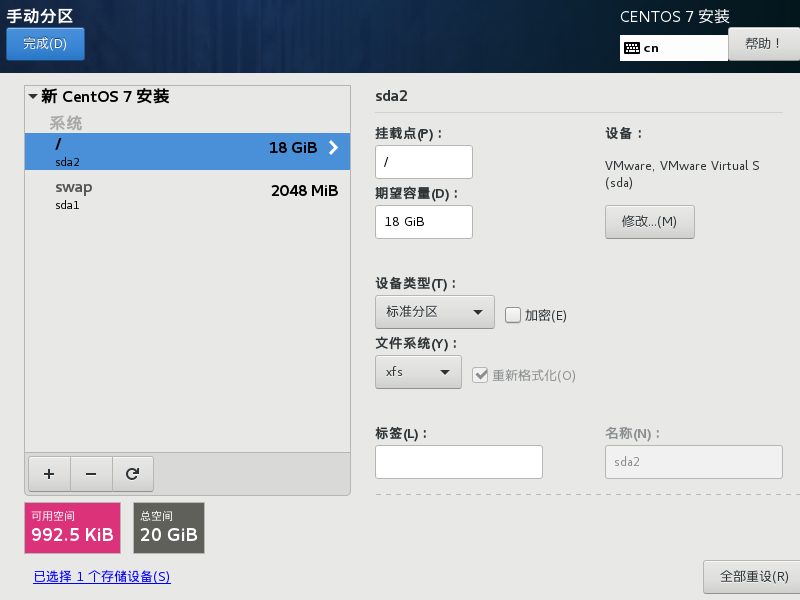 手动分区
CENTOS 7 安装
完成(D)
cn
帮助！
新 CentOS 7 安装
系统
/
18 GiB
sda2
swap
2048 MiB
sda1
sda2
挂载点(P)：
设备：
/
VMware, VMware Virtual S
(sda)
期望容量(D)：
18 GiB
修改...(M)
设备类型(T)：
标准分区
加密(E)
文件系统(Y)：
xfs
重新格式化(O)
标签(L)：
名称(N)：
sda2
可用空间
992.5 KiB
总空间
20 GiB
已选择 1 个存储设备(S)
全部重设(R)